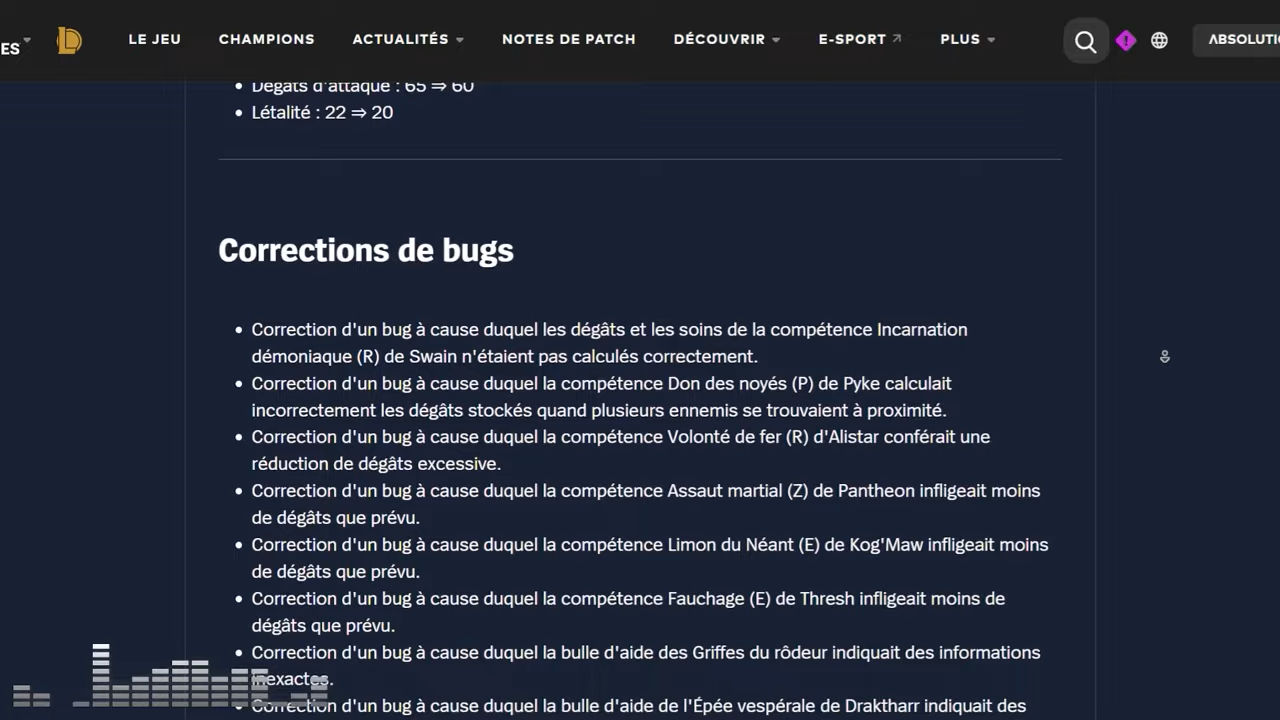 ES
LE JEU
CHAMPIONS
ACTUALITÉS
NOTES DE PATCH
DÉCOUVRIR
E-SPORT
PLUS
Dégâts d'attaque : 65 ⇒ 60
• Létalité : 22 ⇒ 20
Corrections de bugs
• Correction d'un bug à cause duquel les dégâts et les soins de la compétence Incarnation
démoniaque (R) de Swain n'étaient pas calculés correctement.
• Correction d'un bug à cause duquel la compétence Don des noyés (P) de Pyke calculait
incorrectement les dégâts stockés quand plusieurs ennemis se trouvaient à proximité.
• Correction d'un bug à cause duquel la compétence Volonté de fer (R) d'Alistar conférait une
réduction de dégâts excessive.
• Correction d'un bug à cause duquel la compétence Assaut martial (Z) de Pantheon infligeait moins
de dégâts que prévu.
• Correction d'un bug à cause duquel la compétence Limon du Néant (E) de Kog'Maw infligeait moins
de dégâts que prévu.
• Correction d'un bug à cause duquel la compétence Fauchage (E) de Thresh infligeait moins de
dégâts que prévu.
• Correction d'un bug à cause duquel la bulle d'aide des Griffes du rôdeur indiquait des informations
inexactes.
• Correction d'un bug à cause duquel la bulle d'aide de l'Épée vespérale de Draktharr indiquait des